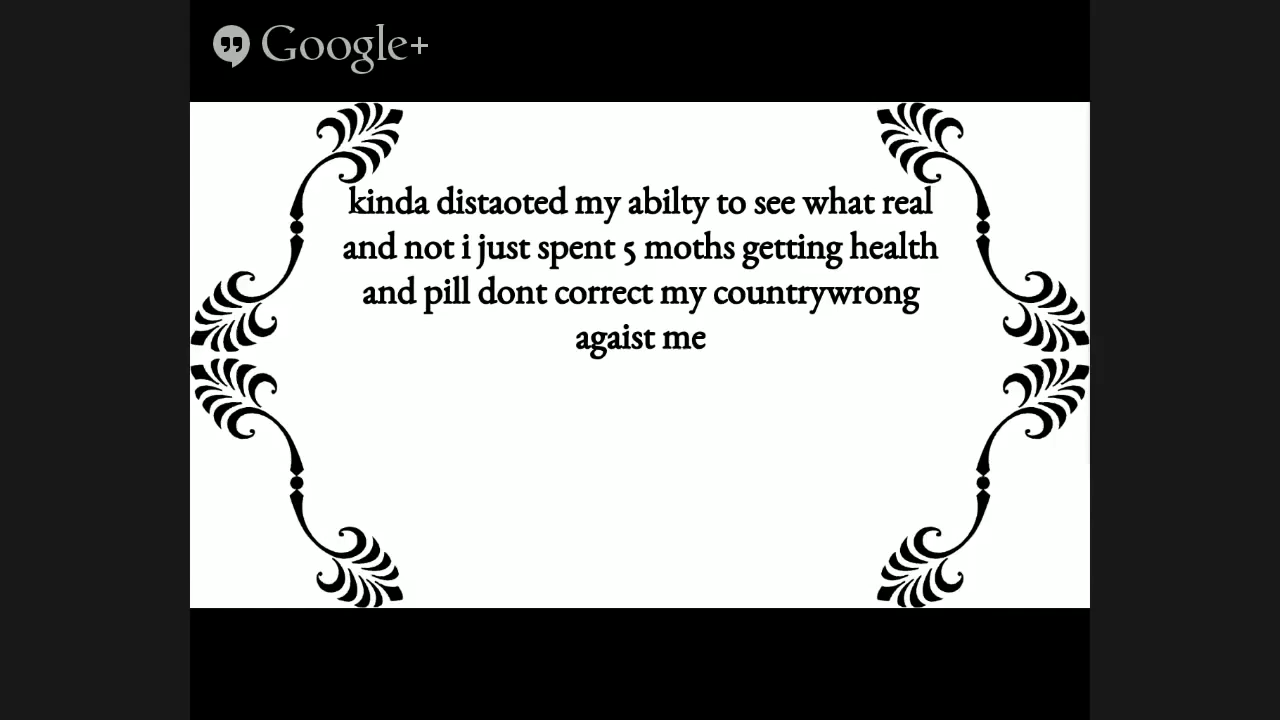 Google+
kinda distaoted my abilty to see what real
and not i just spent 5 moths getting health
and pill dont correct my countrywrong
agaist me